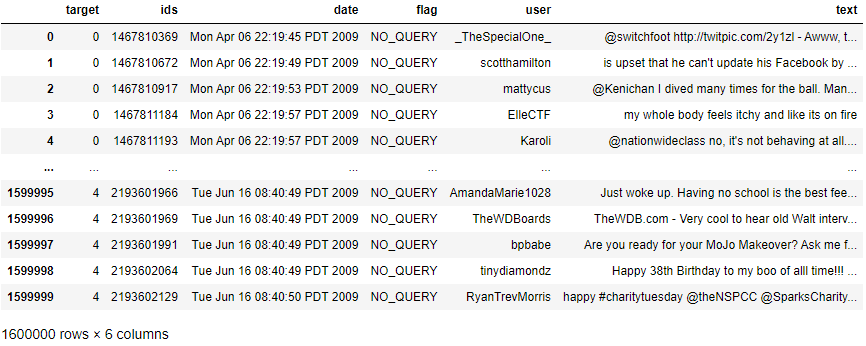 target ids date flag user text
0 0 1467810369 Mon Apr 06 22:19:45 PDT 2009 NO_QUERY _TheSpecialOne_ @switchfoot http://twitpic.com/2y1zl - Awww, t...
1 0 1467810672 Mon Apr 06 22:19:49 PDT 2009 NO_QUERY scotthamilton is upset that he can't update his Facebook by ...
2 0 1467810917 Mon Apr 06 22:19:53 PDT 2009 NO_QUERY mattycus @Kenichan I dived many times for the ball. Man...
3 0 1467811184 Mon Apr 06 22:19:57 PDT 2009 NO_QUERY ElleCTF my whole body feels itchy and like its on fire
4 0 1467811193 Mon Apr 06 22:19:57 PDT 2009 NO_QUERY Karoli @nationwideclass no, it's not behaving at all....
... ... ... ... ... ... ...
1599995 4 2193601966 Tue Jun 16 08:40:49 PDT 2009 NO_QUERY AmandaMarie1028 Just woke up. Having no school is the best fee...
1599996 4 2193601969 Tue Jun 16 08:40:49 PDT 2009 NO_QUERY TheWDBoards TheWDB.com - Very cool to hear old Walt interv...
1599997 4 2193601991 Tue Jun 16 08:40:49 PDT 2009 NO_QUERY bpbabe Are you ready for your MoJo Makeover? Ask me f...
1599998 4 2193602064 Tue Jun 16 08:40:49 PDT 2009 NO_QUERY tinydiamondz Happy 38th Birthday to my boo of alll time!!! ...
1599999 4 2193602129 Tue Jun 16 08:40:50 PDT 2009 NO_QUERY RyanTrevMorris happy #charitytuesday @theNSPCC @SparksCharity...
1600000 rows × 6 columns